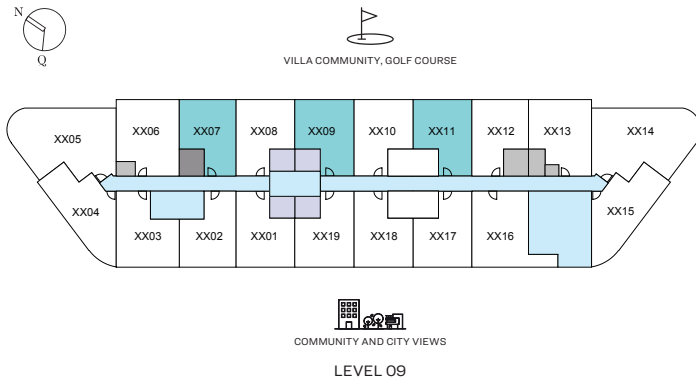 N
Q
VILLA COMMUNITY, GOLF COURSE
XX05 XX06 XX07 XX08 XX09 XX10 XX11 XX12 XX13 XX14
XX04 XX03 XX02 XX01 XX19 XX18 XX17 XX16 XX15
COMMUNITY AND CITY VIEWS
LEVEL 09